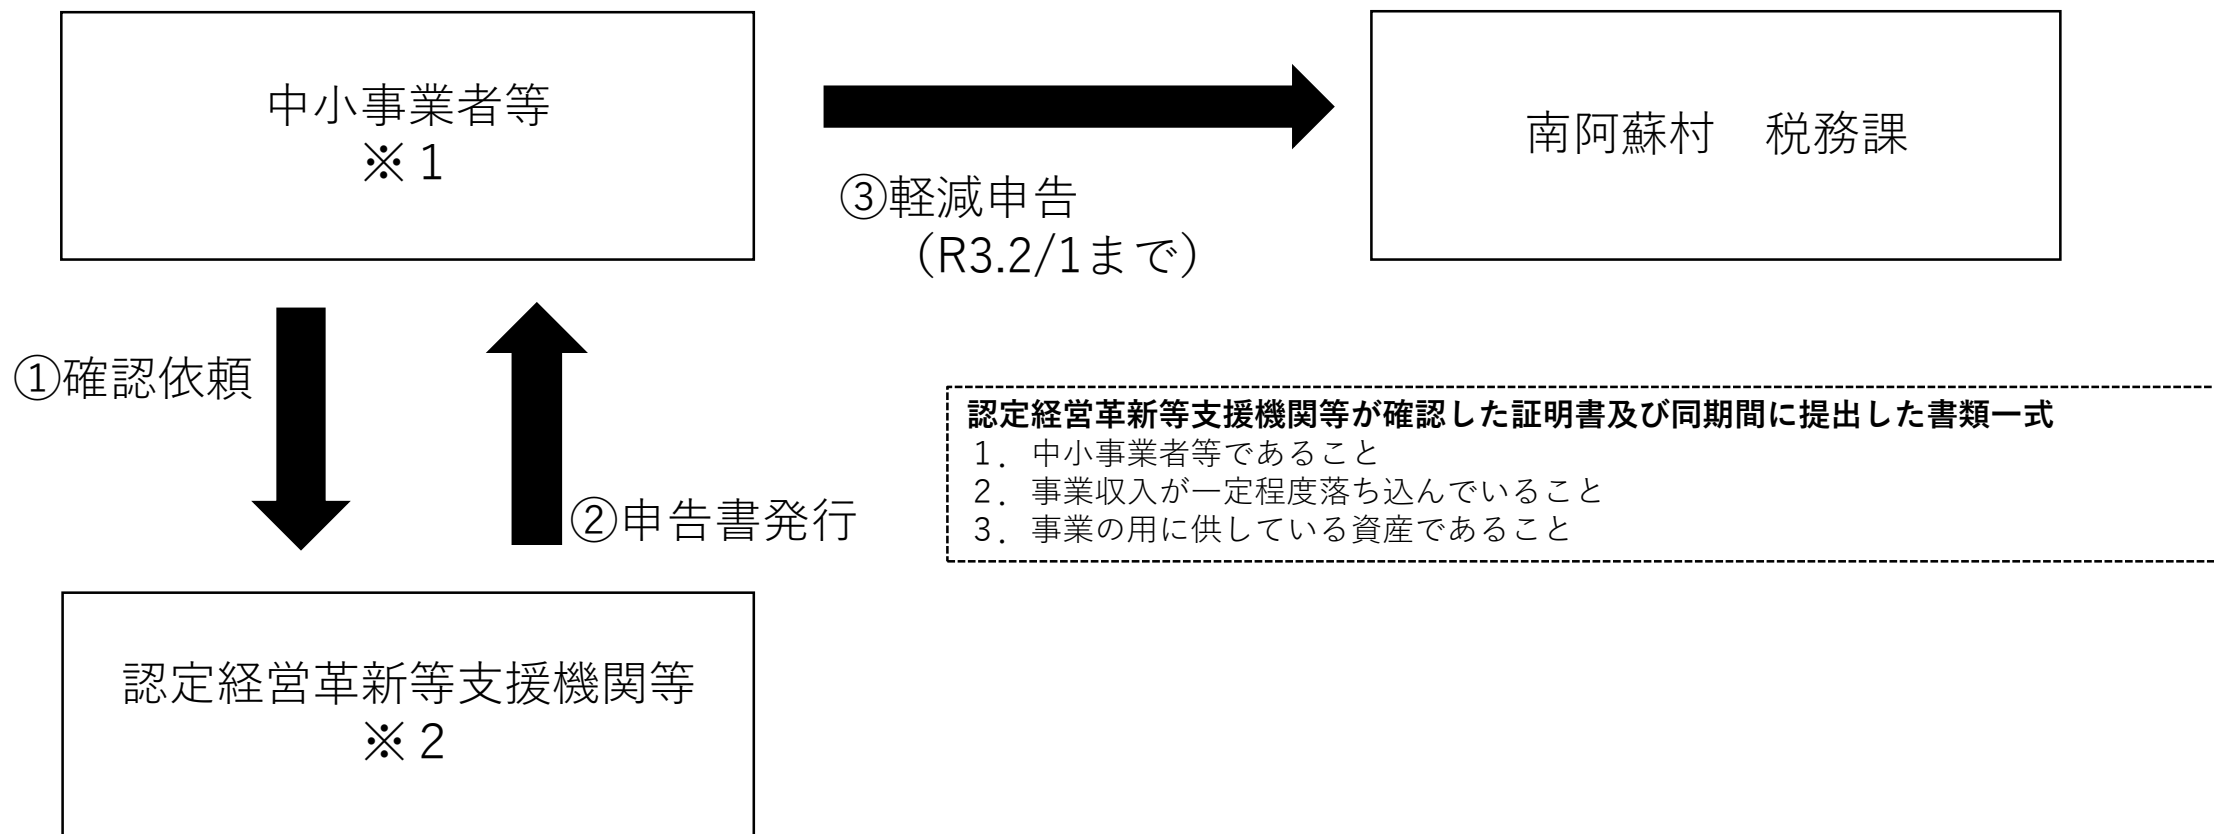 中小事業者等
※1
南阿蘇村　税務課
③軽減申告
（R3.2/1まで）
①確認依頼
②申告書発行
認定経営革新等支援機関等が確認した証明書及び同期間に提出した書類一式
１．中小事業者等であること
２．事業収入が一定程度落ち込んでいること
３．事業の用に供している資産であること
認定経営革新等支援機関等
※2